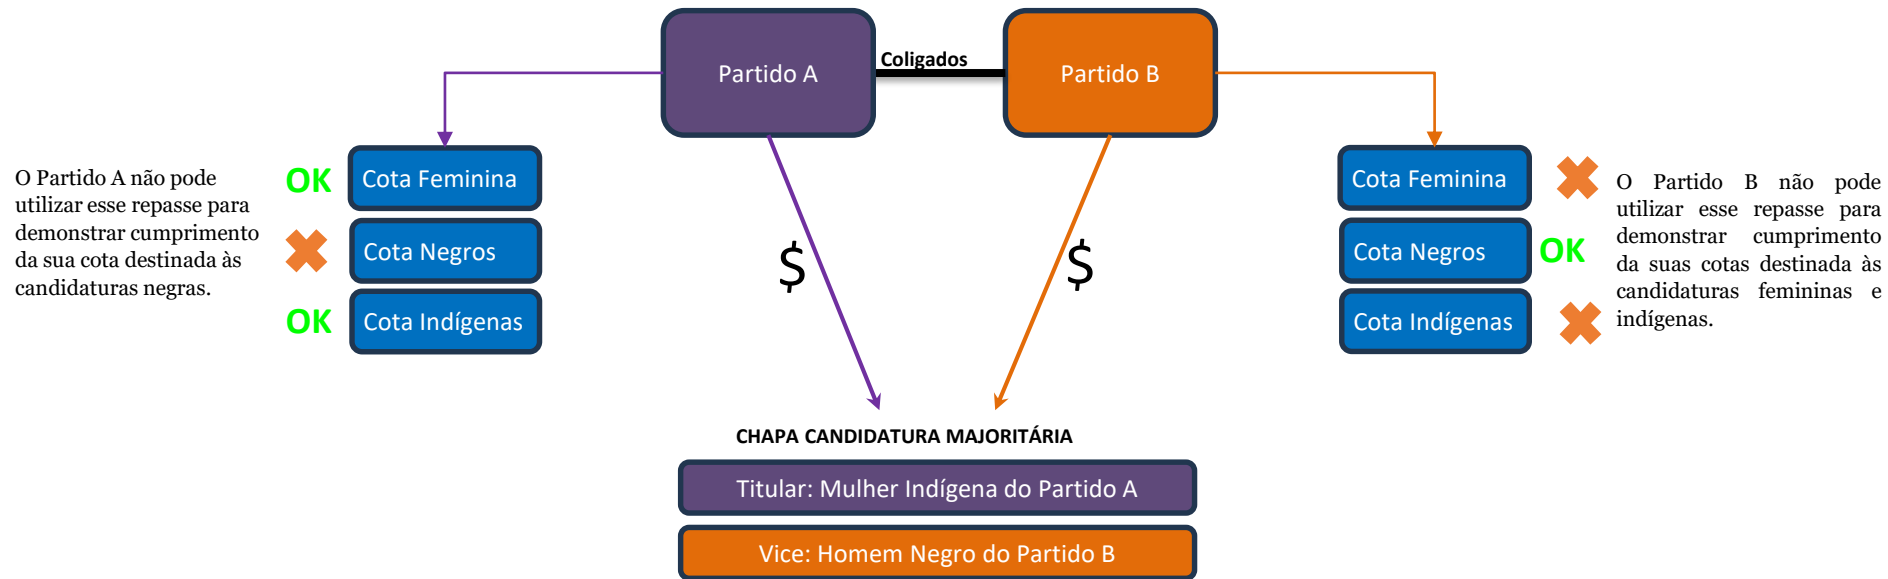 Partido A
Coligados
Partido B
O Partido A não pode
utilizar esse repasse para
demonstrar cumprimento
da sua cota destinada às
candidaturas negras.
OK
Cota Feminina
Cota Negros
OK
Cota Indígenas
$
$
Cota Feminina
Cota Negros
OK
Cota Indígenas
O Partido B não pode
utilizar esse repasse para
demonstrar cumprimento
da suas cotas destinada às
candidaturas femininas e
indígenas.
CHAPA CANDIDATURA MAJORITÁRIA
Titular: Mulher Indígena do Partido A
Vice: Homem Negro do Partido B